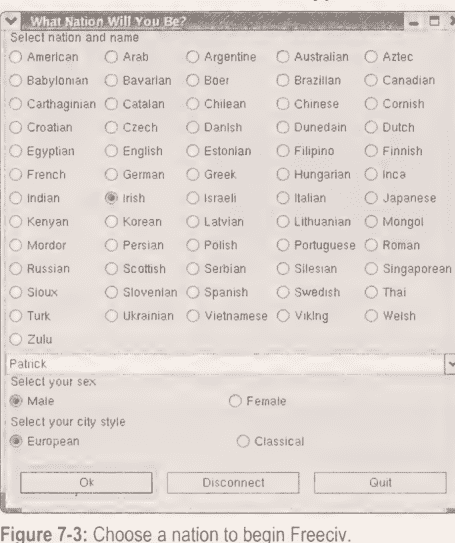 What Nation Will You Be?
Select nation and name
American Arab Argentine Australian Aztec
Babylonian Bavarian Boer Brazilian Canadian
Carthaginian Catalan Chilean Chinese Cornish
Croatian Czech Danish Dunedain Dutch
Egyptian English Estonian Filipino Finnish
French German Greek Hungarian Inca
Indian Irish Israeli Italian Japanese
Kenyan Korean Latvian Lithuanian Mongol
Mordor Persian Polish Portuguese Roman
Russian Scottish Serbian Silesian Singaporean
Sioux Slovenian Spanish Swedish Thai
Turk Ukrainian Vietnamese Viking Welsh
Zulu
Patrick
Select your sex
Male Female
Select your city style
European Classical
Ok Disconnect Quit
Figure 7-3: Choose a nation to begin Freeciv.